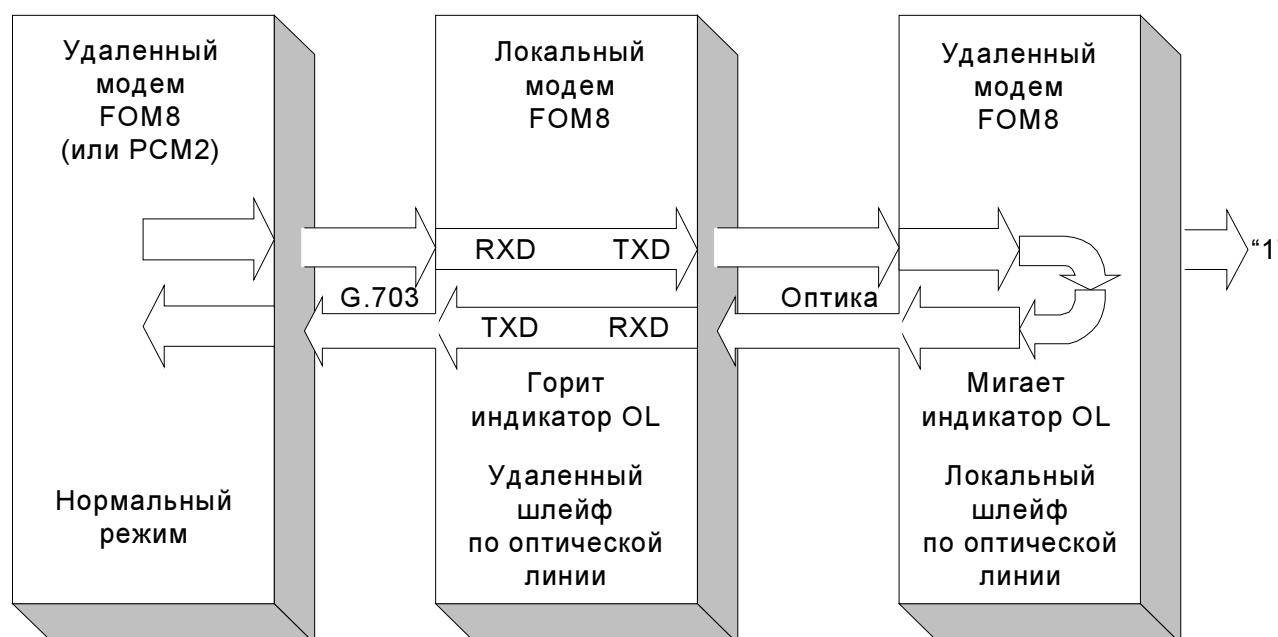 Удаленный
модем
FOM8
(или PCM2)
Локальный
модем
FOM8
Удаленный
модем
FOM8
RXD TXD
“1”
G.703
Оптика
TXD RXD
Горит
индикатор OL
Мигает
индикатор OL
Нормальный
режим
Удаленный
шлейф
по оптической
линии
Локальный
шлейф
по оптической
линии